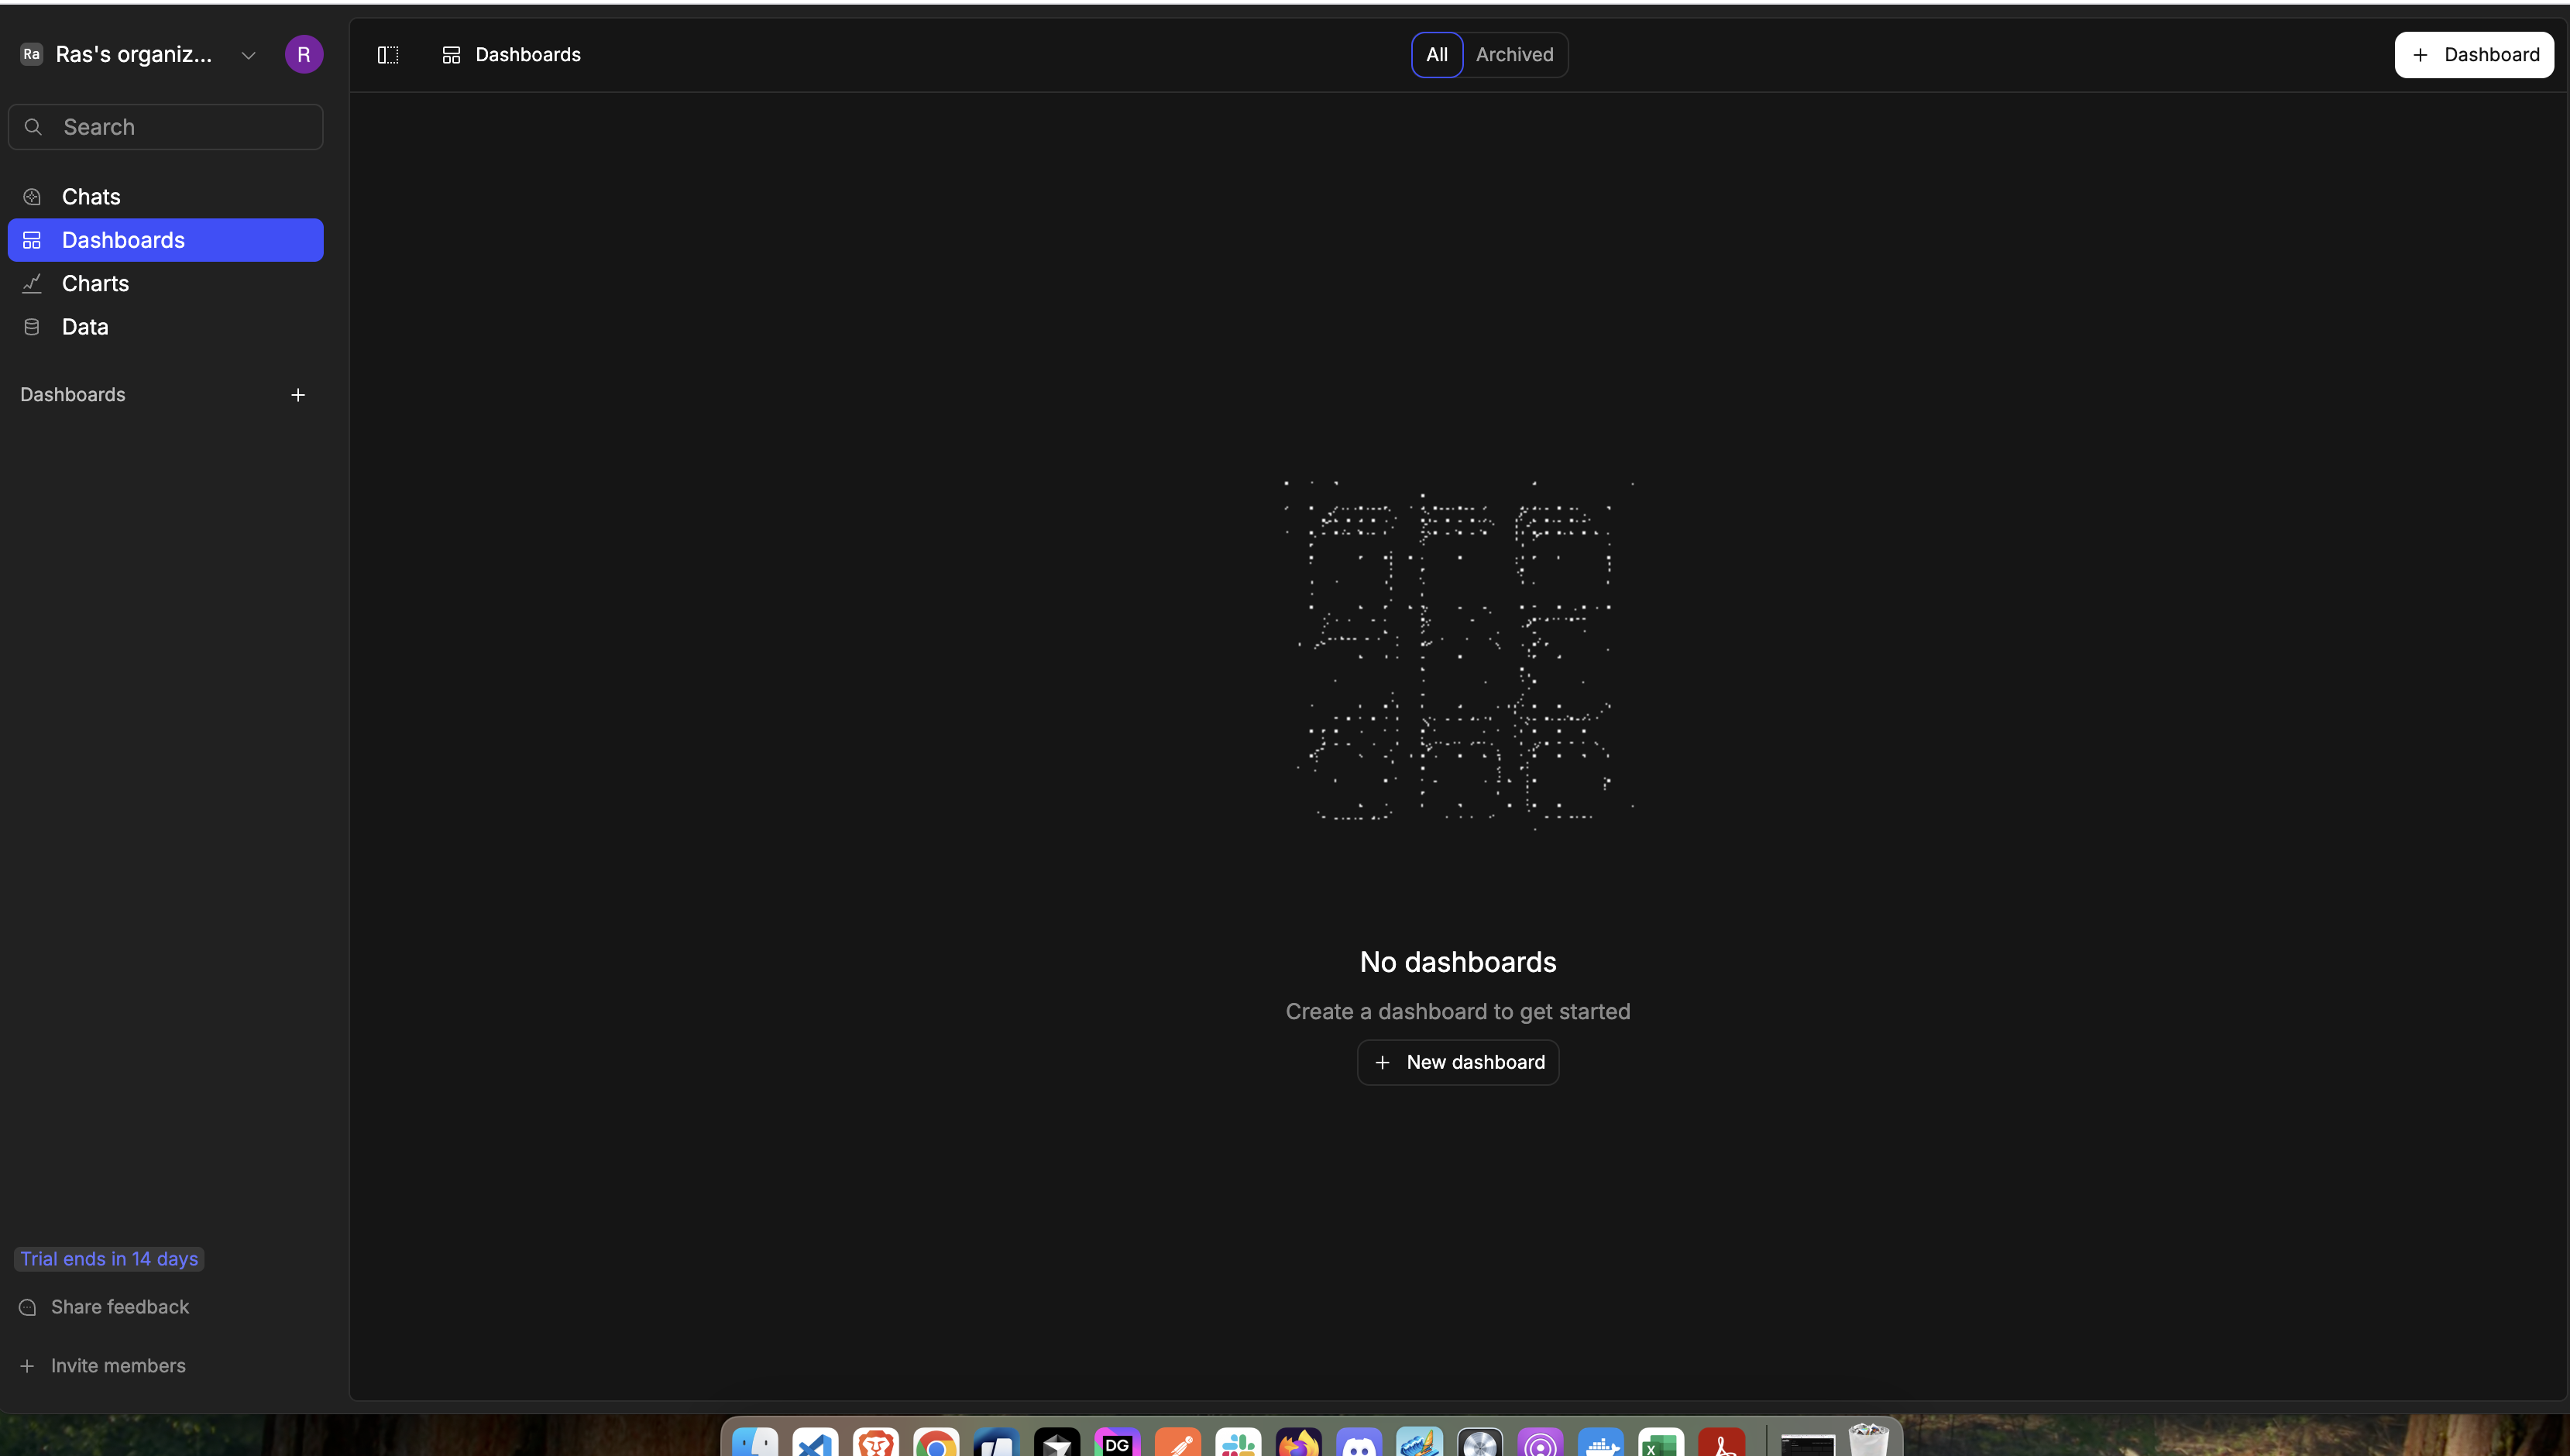 Ra Ras's organiz... R
Search
Chats
Dashboards
Charts
Data
Dashboards
Trial ends in 14 days
Share feedback
Invite members
Dashboards
All Archived
Dashboard
No dashboards
Create a dashboard to get started
New dashboard
DG
X